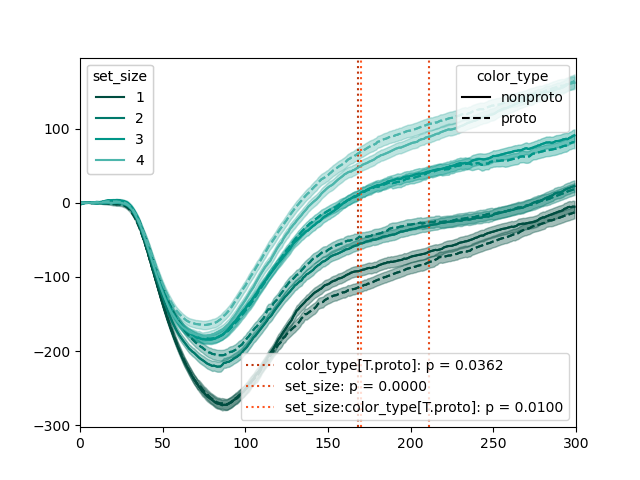 set_size
1
2
3
4
color_type
nonproto
proto
100
0
−100
−200
−300
color_type[T.proto]: p = 0.0362
set_size: p = 0.0000
set_size:color_type[T.proto]: p = 0.0100
0 50 100 150 200 250 300